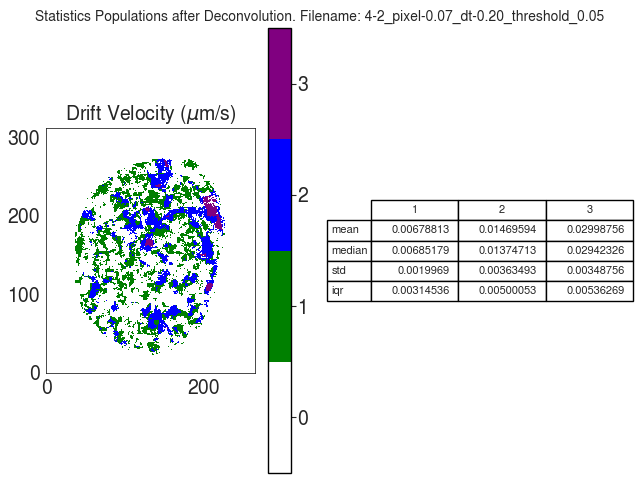 Statistics Populations after Deconvolution. Filename: 4-2_pixel-0.07_dt-0.20_threshold_0.05
Drift Velocity (μm/s)
300
200
100
0
0 200
3
2
1
0
1 2 3
mean 0.00678813 0.01469594 0.02998756
median 0.00685179 0.01374713 0.02942326
std 0.0019969 0.00363493 0.00348756
iqr 0.00314536 0.00500053 0.00536269